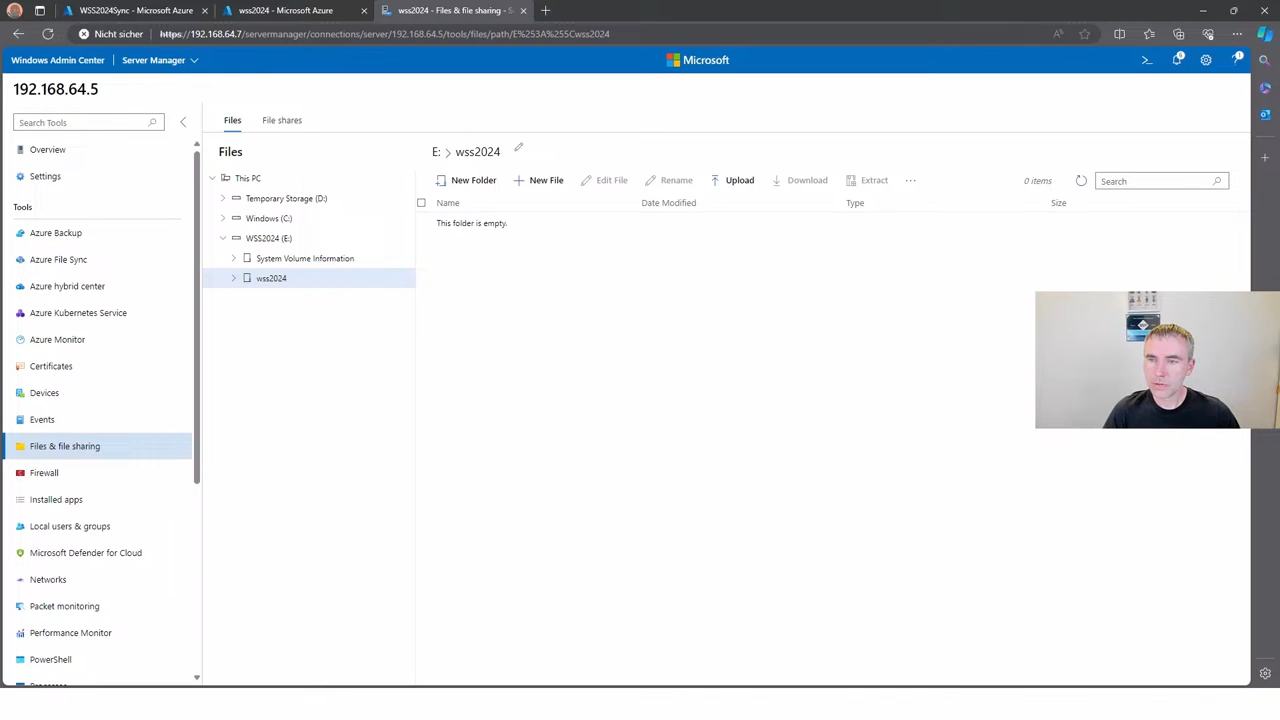 WSS2024Sync - Microsoft Azure
wss2024 - Microsoft Azure
wss2024 - Files & file sharing - S
Nicht sicher
https://192.168.64.7/servermanager/connections/server/192.168.64.5/tools/files/path/E%253A%255Cwss2024
Windows Admin Center
Server Manager
Microsoft
192.168.64.5
Search Tools
Overview
Settings
Tools
Azure Backup
Azure File Sync
Azure hybrid center
Azure Kubernetes Service
Azure Monitor
Certificates
Devices
Events
Files & file sharing
Firewall
Installed apps
Local users & groups
Microsoft Defender for Cloud
Networks
Packet monitoring
Performance Monitor
PowerShell
Files
File shares
Files
This PC
Temporary Storage (D:)
Windows (C:)
WSS2024 (E:)
System Volume Information
wss2024
E: > wss2024
New Folder
New File
Edit File
Rename
Upload
Download
Extract
...
0 items
Search
Name
Date Modified
Type
Size
This folder is empty.